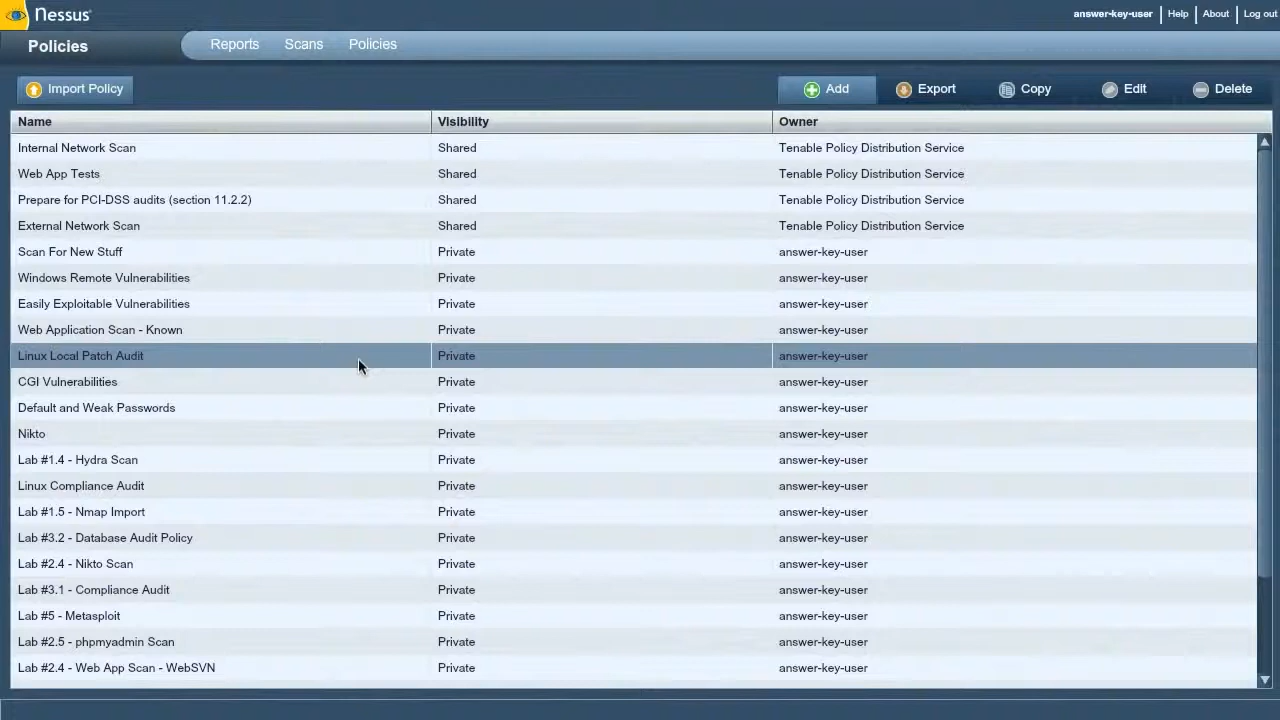 Nessus
answer-key-user | Help | About | Log out
Policies
Reports Scans Policies
Import Policy
Add Export Copy Edit Delete
Name Visibility Owner
Internal Network Scan Shared Tenable Policy Distribution Service
Web App Tests Shared Tenable Policy Distribution Service
Prepare for PCI-DSS audits (section 11.2.2) Shared Tenable Policy Distribution Service
External Network Scan Shared Tenable Policy Distribution Service
Scan For New Stuff Private answer-key-user
Windows Remote Vulnerabilities Private answer-key-user
Easily Exploitable Vulnerabilities Private answer-key-user
Web Application Scan - Known Private answer-key-user
Linux Local Patch Audit Private answer-key-user
CGI Vulnerabilities Private answer-key-user
Default and Weak Passwords Private answer-key-user
Nikto Private answer-key-user
Lab #1.4 - Hydra Scan Private answer-key-user
Linux Compliance Audit Private answer-key-user
Lab #1.5 - Nmap Import Private answer-key-user
Lab #3.2 - Database Audit Policy Private answer-key-user
Lab #2.4 - Nikto Scan Private answer-key-user
Lab #3.1 - Compliance Audit Private answer-key-user
Lab #5 - Metasploit Private answer-key-user
Lab #2.5 - phpmyadmin Scan Private answer-key-user
Lab #2.4 - Web App Scan - WebSVN Private answer-key-user